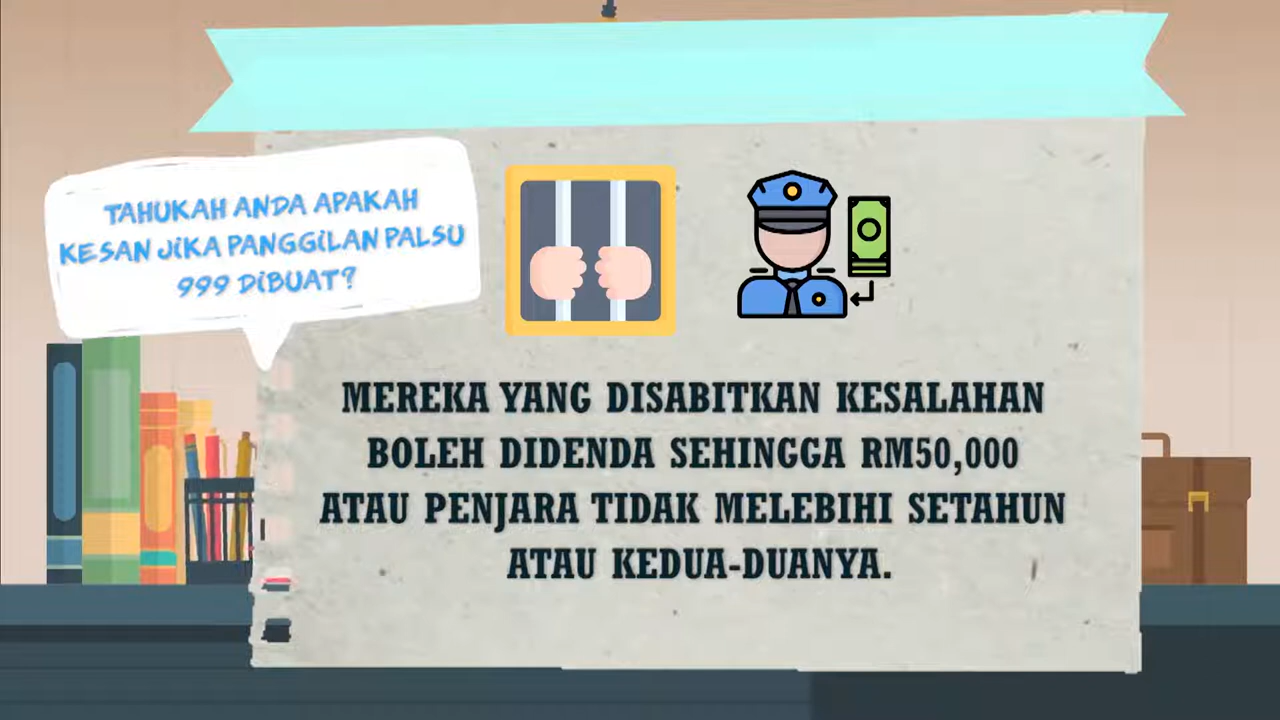 TAHUKAH ANDA APAKAH
KESAN JIKA PANGGILAN PALSU
999 DIBUAT?
MEREKA YANG DISABITKAN KESALAHAN
BOLEH DIDENDA SEHINGGA RM50,000
ATAU PENJARA TIDAK MELEBIHI SETAHUN
ATAU KEDUA-DUANYA.